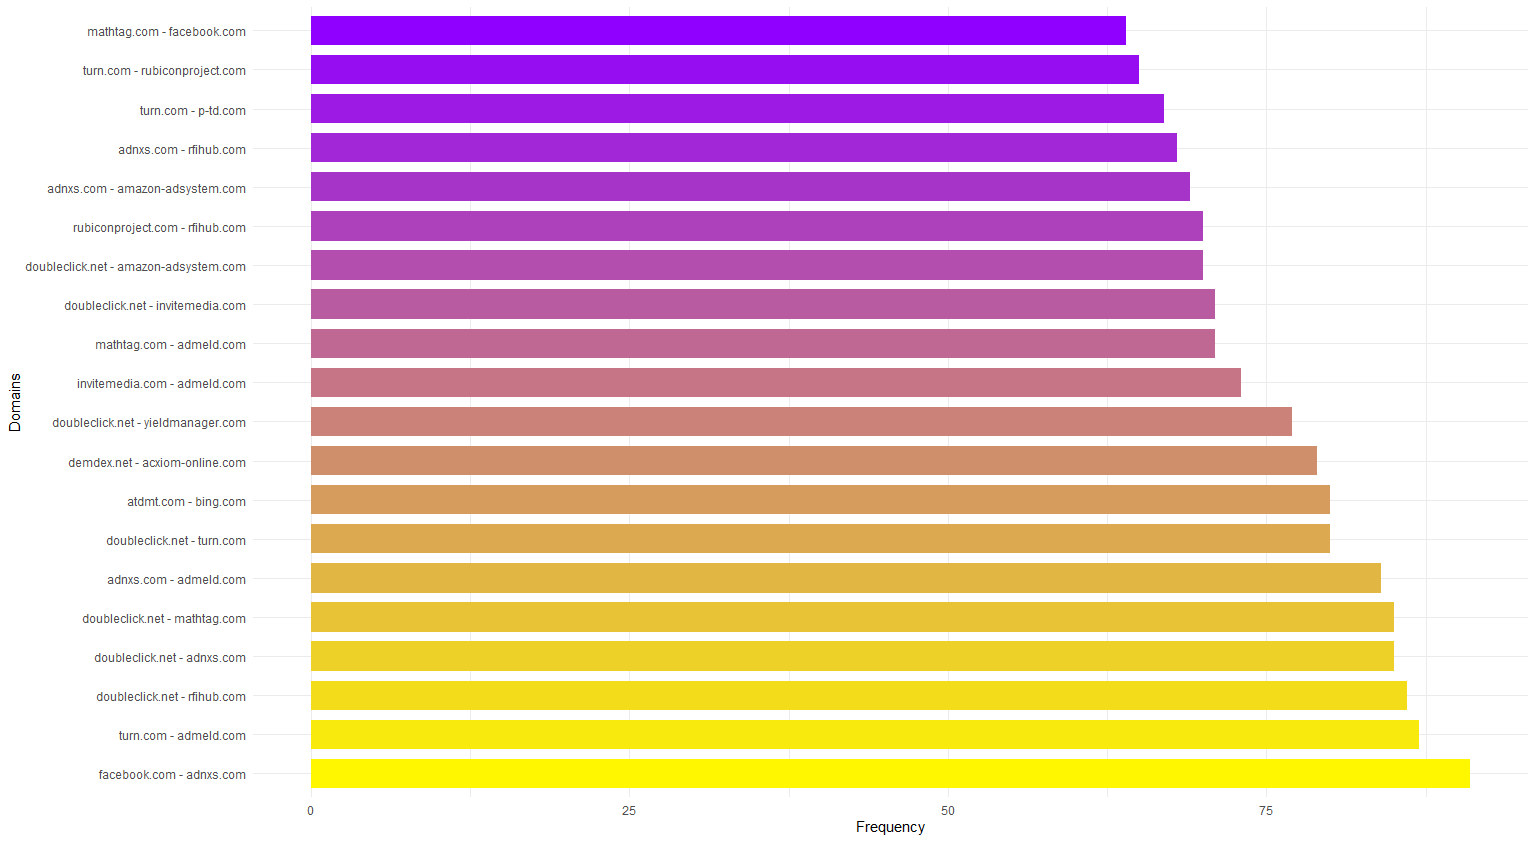 mathtag.com - facebook.com
turn.com - rubiconproject.com
turn.com - p-td.com
adnxs.com - rfihub.com
adnxs.com - amazon-adsystem.com
rubiconproject.com - rfihub.com
doubleclick.net - amazon-adsystem.com
doubleclick.net - invitemedia.com
mathtag.com - admeld.com
invitemedia.com - admeld.com
Domains
doubleclick.net - yieldmanager.com
demdex.net - acxiom-online.com
atdmt.com - bing.com
doubleclick.net - turn.com
adnxs.com - admeld.com
doubleclick.net - mathtag.com
doubleclick.net - adnxs.com
doubleclick.net - rfihub.com
turn.com - admeld.com
facebook.com - adnxs.com
0 25 50 75
Frequency